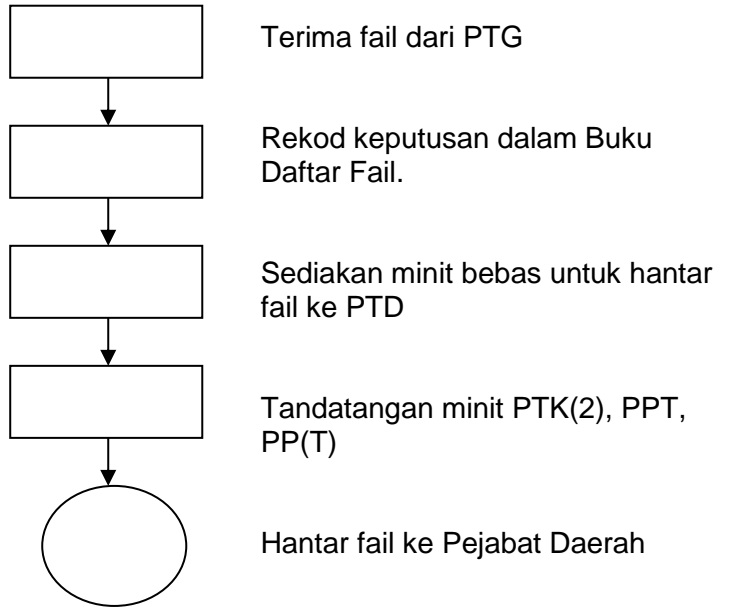 Terima fail dari PTG
Rekod keputusan dalam Buku
Daftar Fail.
Sediakan minit bebas untuk hantar
fail ke PTD
Tandatangan minit PTK(2), PPT,
PP(T)
Hantar fail ke Pejabat Daerah